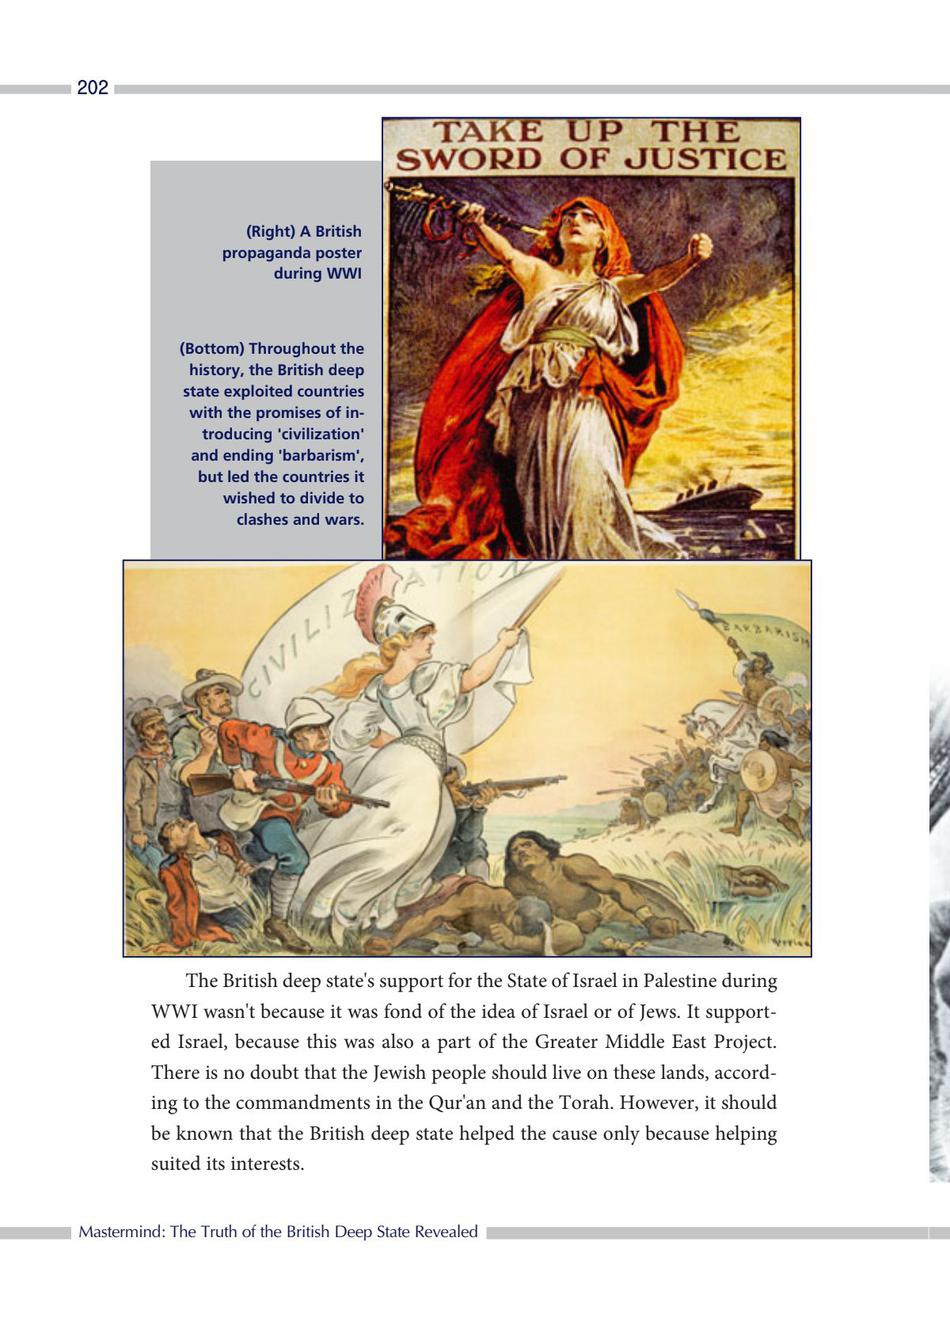 202
TAKE UP THE
SWORD OF JUSTICE
(Right) A British
propaganda poster
during WWI
(Bottom) Throughout the
history, the British deep
state exploited countries
with the promises of in-
troducing 'civilization'
and ending 'barbarism',
but led the countries it
wished to divide to
clashes and wars.
CIVILIZATION
BARBARISM
The British deep state's support for the State of Israel in Palestine during
WWI wasn't because it was fond of the idea of Israel or of Jews. It support-
ed Israel, because this was also a part of the Greater Middle East Project.
There is no doubt that the Jewish people should live on these lands, accord-
ing to the commandments in the Qur'an and the Torah. However, it should
be known that the British deep state helped the cause only because helping
suited its interests.
Mastermind: The Truth of the British Deep State Revealed